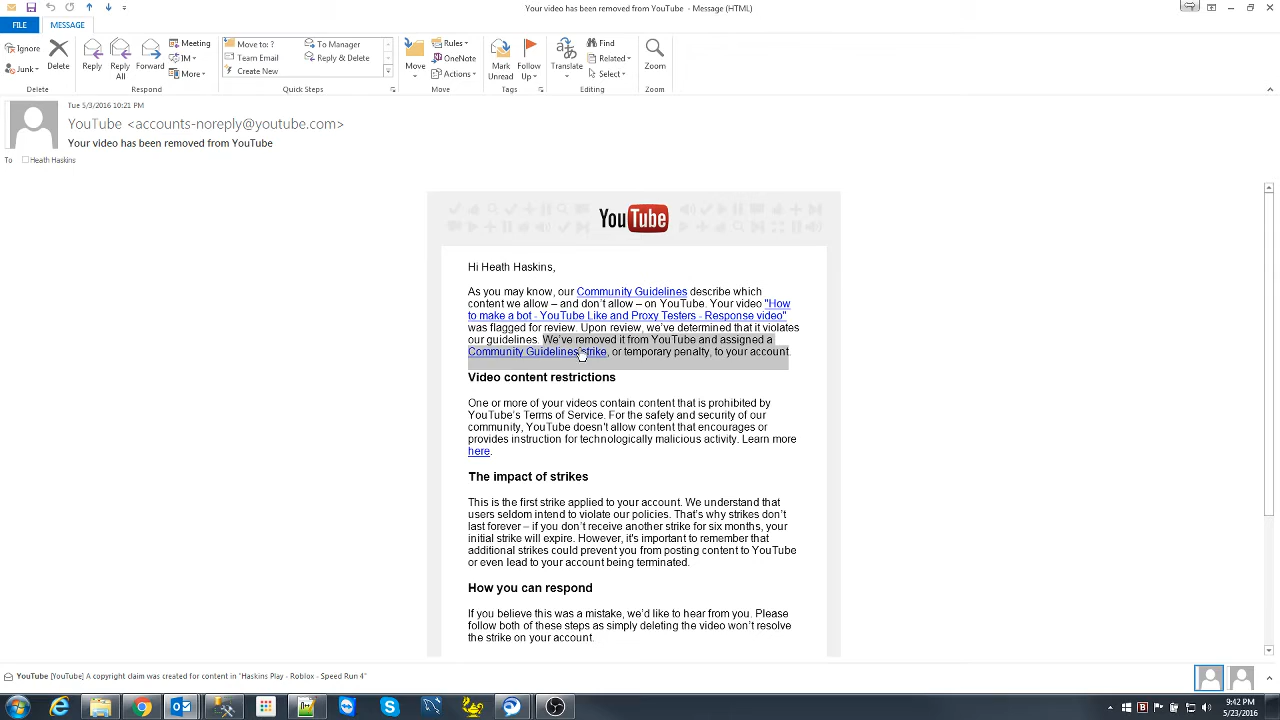 Your video has been removed from YouTube - Message (HTML)
FILE
MESSAGE
Ignore
Junk
Delete
Delete
Reply
Reply All
Forward
Meeting
IM
More
Respond
Move to: ?
Team Email
Create New
To Manager
Reply & Delete
Quick Steps
Move
Rules
OneNote
Actions
Move
Mark Unread
Follow Up
Tags
Translate
Find
Related
Select
Editing
Zoom
Zoom
Tue 5/3/2016 10:21 PM
YouTube <accounts-noreply@youtube.com>
Your video has been removed from YouTube
To Heath Haskins
YouTube
Hi Heath Haskins,
As you may know, our Community Guidelines describe which
content we allow – and don't allow – on YouTube. Your video "How
to make a bot - YouTube Like and Proxy Testers - Response video"
was flagged for review. Upon review, we've determined that it violates
our guidelines. We've removed it from YouTube and assigned a
Community Guidelines strike, or temporary penalty, to your account.
Video content restrictions
One or more of your videos contain content that is prohibited by
YouTube's Terms of Service. For the safety and security of our
community, YouTube doesn't allow content that encourages or
provides instruction for technologically malicious activity. Learn more
here.
The impact of strikes
This is the first strike applied to your account. We understand that
users seldom intend to violate our policies. That's why strikes don't
last forever – if you don't receive another strike for six months, your
initial strike will expire. However, it's important to remember that
additional strikes could prevent you from posting content to YouTube
or even lead to your account being terminated.
How you can respond
If you believe this was a mistake, we'd like to hear from you. Please
follow both of these steps as simply deleting the video won't resolve
the strike on your account.
YouTube [YouTube] A copyright claim was created for content in "Haskins Play - Roblox - Speed Run 4"
9:42 PM
5/23/2016